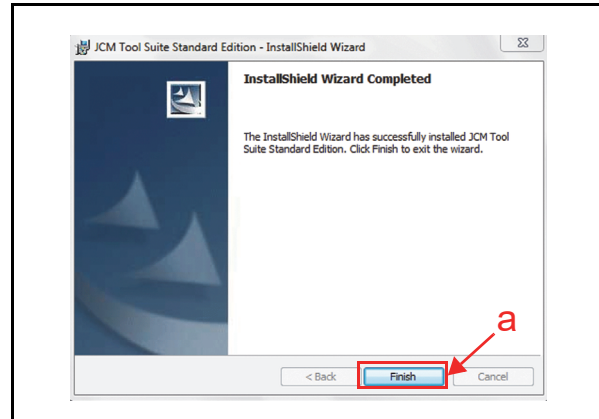 JCM Tool Suite Standard Edition - InstallShield Wizard
InstallShield Wizard Completed
The InstallShield Wizard has successfully installed JCM Tool
Suite Standard Edition. Click Finish to exit the wizard.
a
< Back
Finish
Cancel